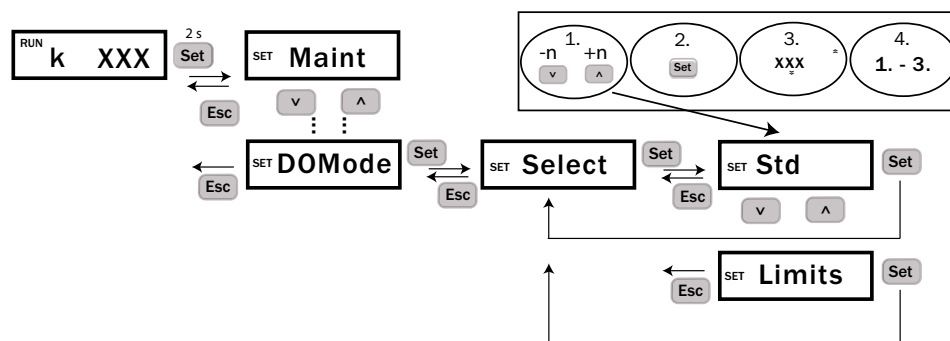 RUN k XXX
2 s
Set
Esc
SET Maint
v ʌ
1.
-n +n
v ʌ
2.
Set
3.
XXX
*
*
4.
1. - 3.
Esc
SET DOMode
Set
Esc
SET Select
Set
Esc
SET Std
Set
v ʌ
Esc
SET Limits
Set